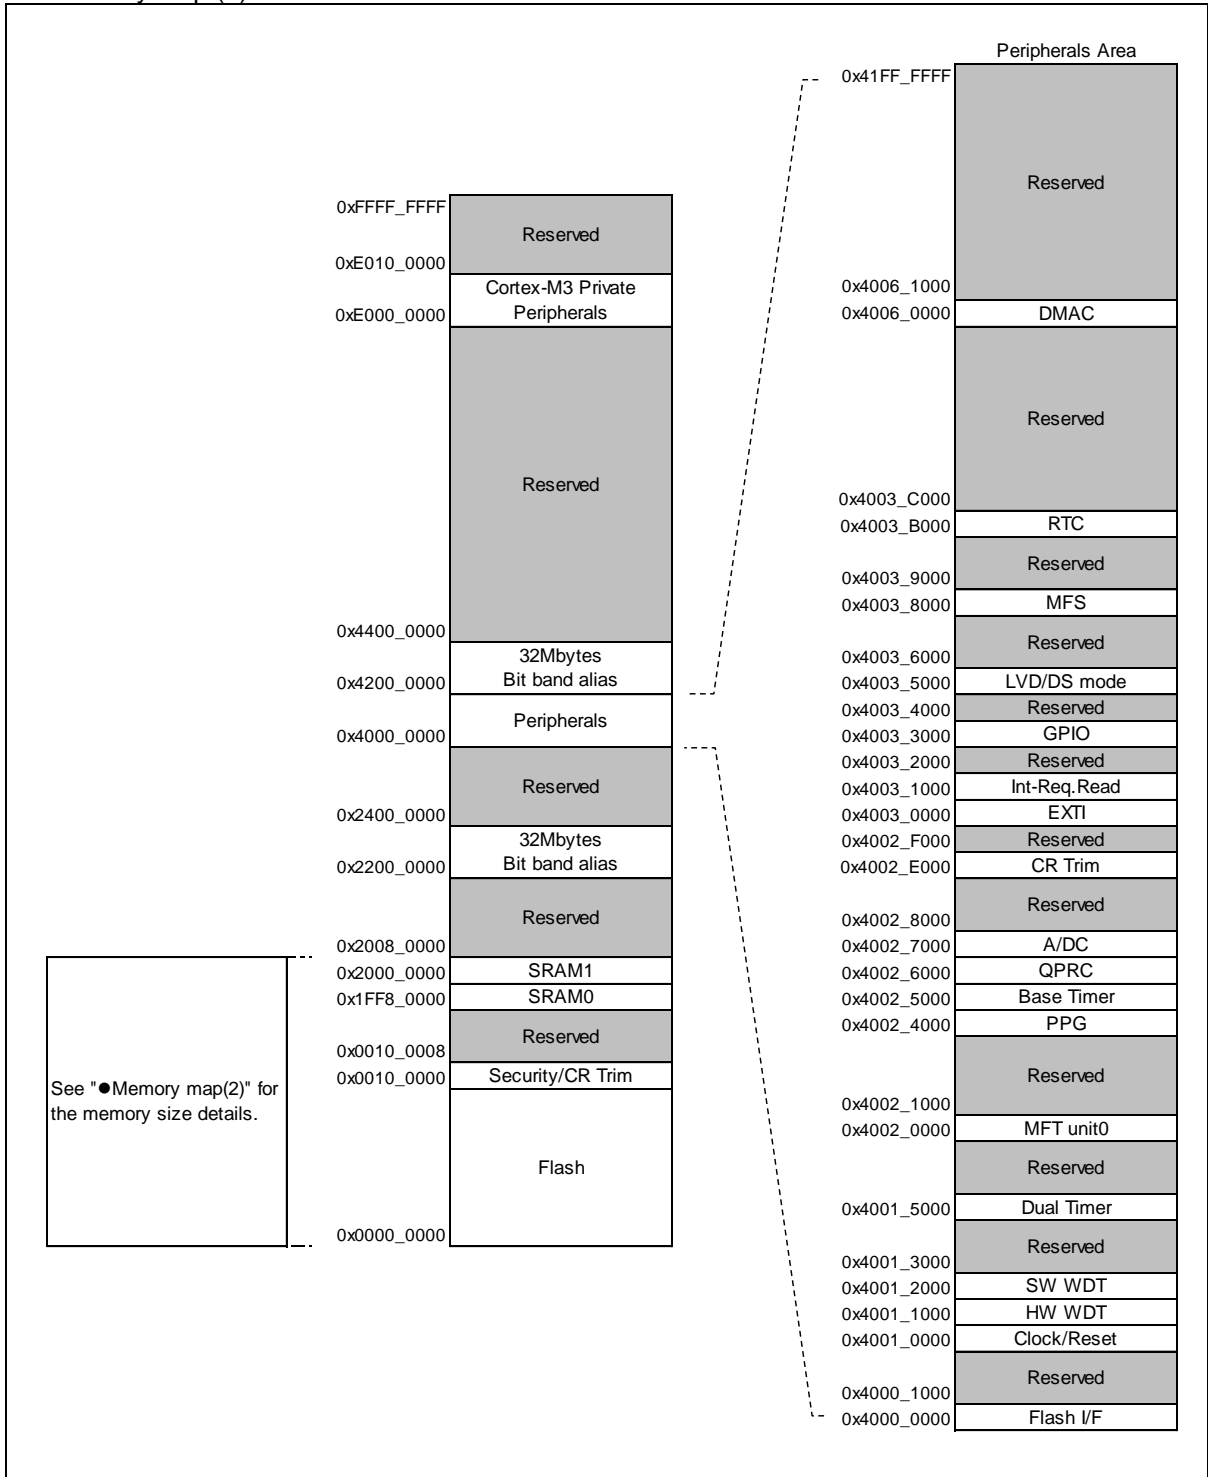 Peripherals Area
0x41FF_FFFF
Reserved
0x4006_1000
0x4006_0000 DMAC
Reserved
0x4003_C000
0x4003_B000 RTC
Reserved
0x4003_9000
0x4003_8000 MFS
Reserved
0x4003_6000
0x4003_5000 LVD/DS mode
0x4003_4000 Reserved
0x4003_3000 GPIO
0x4003_2000 Reserved
0x4003_1000 Int-Req.Read
0x4003_0000 EXTI
0x4002_F000 Reserved
0x4002_E000 CR Trim
Reserved
0x4002_8000
0x4002_7000 A/DC
0x4002_6000 QPRC
0x4002_5000 Base Timer
0x4002_4000 PPG
Reserved
0x4002_1000
0x4002_0000 MFT unit0
Reserved
0x4001_5000 Dual Timer
Reserved
0x4001_3000
0x4001_2000 SW WDT
0x4001_1000 HW WDT
0x4001_0000 Clock/Reset
Reserved
0x4000_1000
0x4000_0000 Flash I/F
0xFFFF_FFFF
Reserved
0xE010_0000
Cortex-M3 Private
0xE000_0000 Peripherals
Reserved
0x4400_0000
32Mbytes
0x4200_0000 Bit band alias
Peripherals
0x4000_0000
Reserved
0x2400_0000
32Mbytes
0x2200_0000 Bit band alias
Reserved
0x2008_0000
0x2000_0000 SRAM1
0x1FF8_0000 SRAM0
Reserved
0x0010_0008
0x0010_0000 Security/CR Trim
Flash
0x0000_0000
See "●Memory map(2)" for
the memory size details.